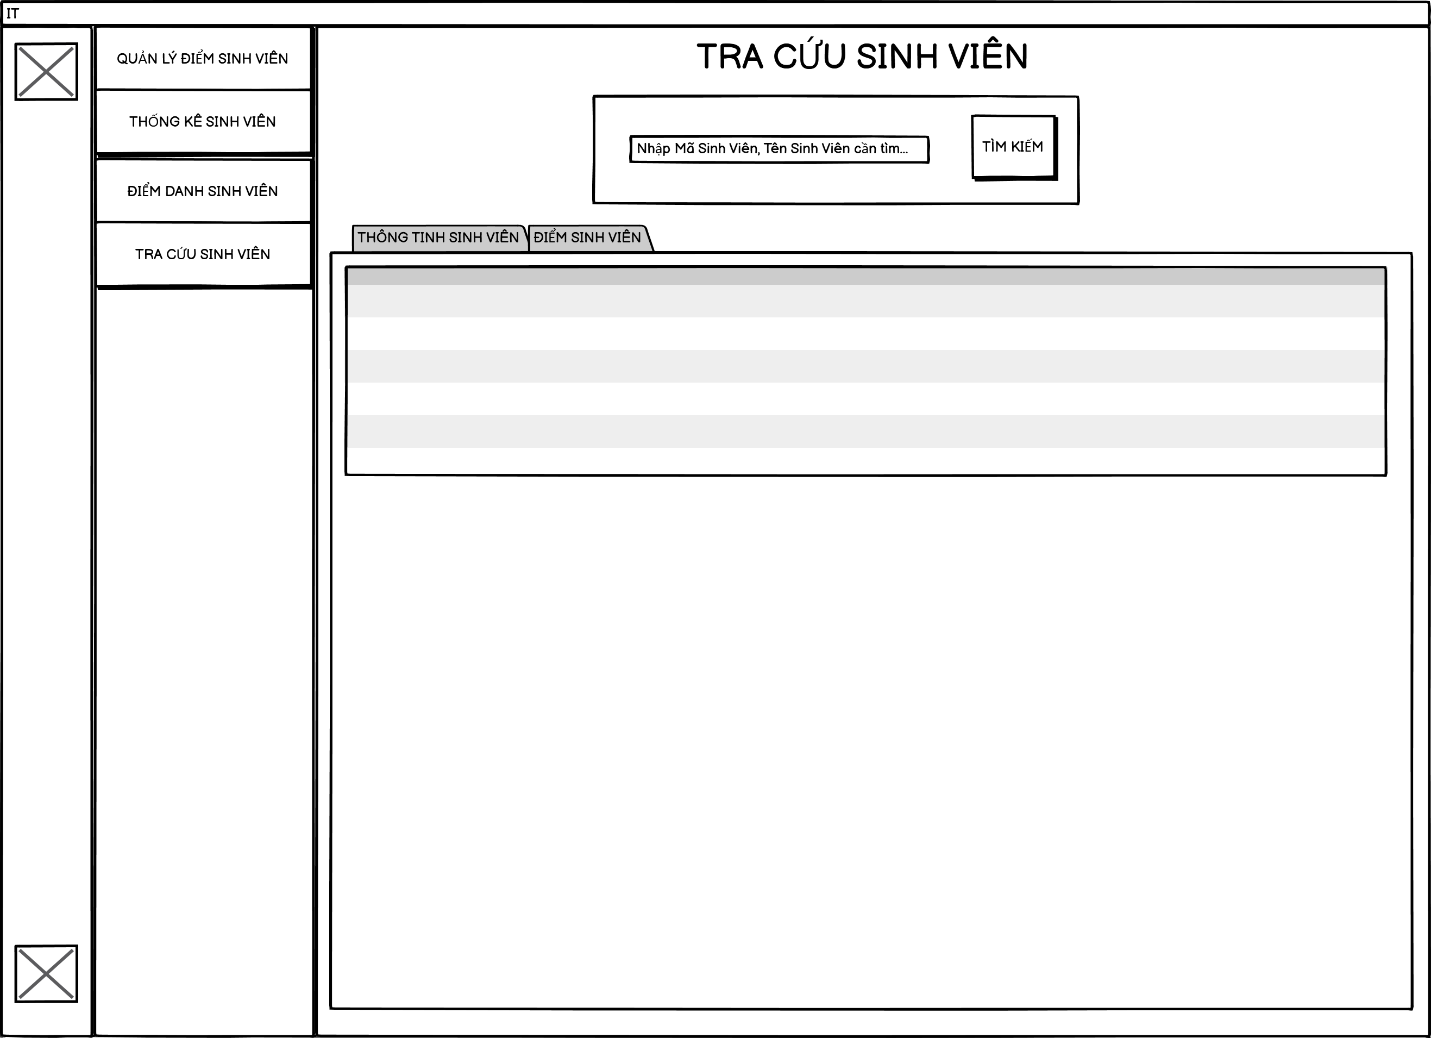 IT
QUẢN LÝ ĐIỂM SINH VIÊN
THỐNG KÊ SINH VIÊN
ĐIỂM DANH SINH VIÊN
TRA CỨU SINH VIÊN
TRA CỨU SINH VIÊN
Nhập Mã Sinh Viên, Tên Sinh Viên cần tìm...
TÌM KIẾM
THÔNG TINH SINH VIÊN
ĐIỂM SINH VIÊN